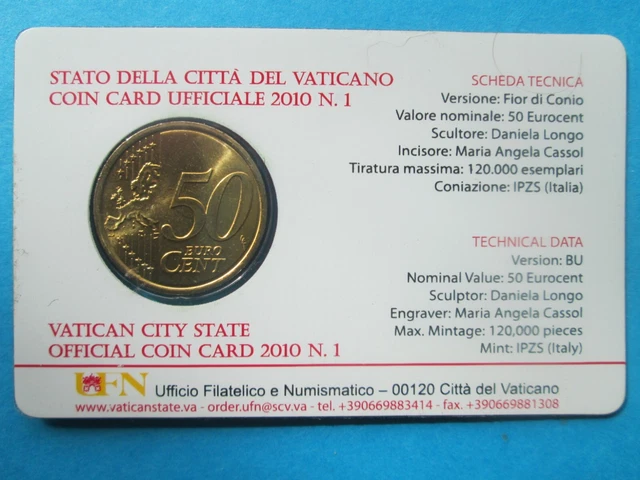 STATO DELLA CITTÀ DEL VATICANO
COIN CARD UFFICIALE 2010 N. 1
50
EURO
CENT
SCHEDA TECNICA
Versione: Fior di Conio
Valore nominale: 50 Eurocent
Scultore: Daniela Longo
Incisore: Maria Angela Cassol
Tiratura massima: 120.000 esemplari
Coniazione: IPZS (Italia)
TECHNICAL DATA
Version: BU
Nominal Value: 50 Eurocent
Sculptor: Daniela Longo
Engraver: Maria Angela Cassol
Max. Mintage: 120,000 pieces
Mint: IPZS (Italy)
VATICAN CITY STATE
OFFICIAL COIN CARD 2010 N. 1
UFN Ufficio Filatelico e Numismatico – 00120 Città del Vaticano
www.vaticanstate.va - order.ufn@scv.va - tel. +390669883414 - fax. +390669881308